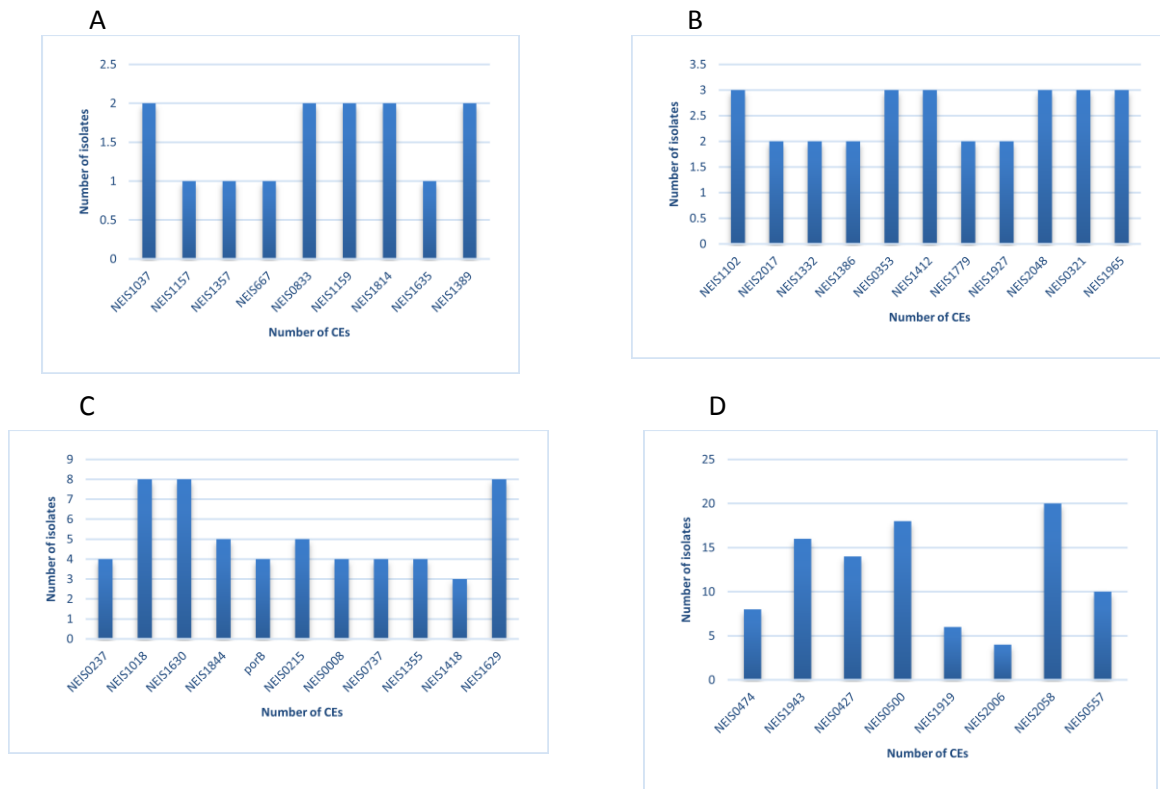 A
2.5
2
1.5
1
0.5
0
Number of isolates
NEIS1037
NEIS1157
NEIS1357
NEIS667
NEIS0833
NEIS1159
NEIS1814
NEIS1635
NEIS1389
Number of CEs
B
3.5
3
2.5
2
1.5
1
0.5
0
Number of isolates
NEIS1102
NEIS2017
NEIS1332
NEIS1386
NEIS0353
NEIS1412
NEIS1779
NEIS1927
NEIS2048
NEIS0321
NEIS1965
Number of CEs
C
9
8
7
6
5
4
3
2
1
0
Number of isolates
NEIS0237
NEIS1018
NEIS1630
NEIS1844
porB
NEIS0215
NEIS0008
NEIS0737
NEIS1355
NEIS1418
NEIS1629
Number of CEs
D
25
20
15
10
5
0
Number of isolates
NEIS0474
NEIS1943
NEIS0427
NEIS0500
NEIS1919
NEIS2006
NEIS2058
NEIS0557
Number of CEs